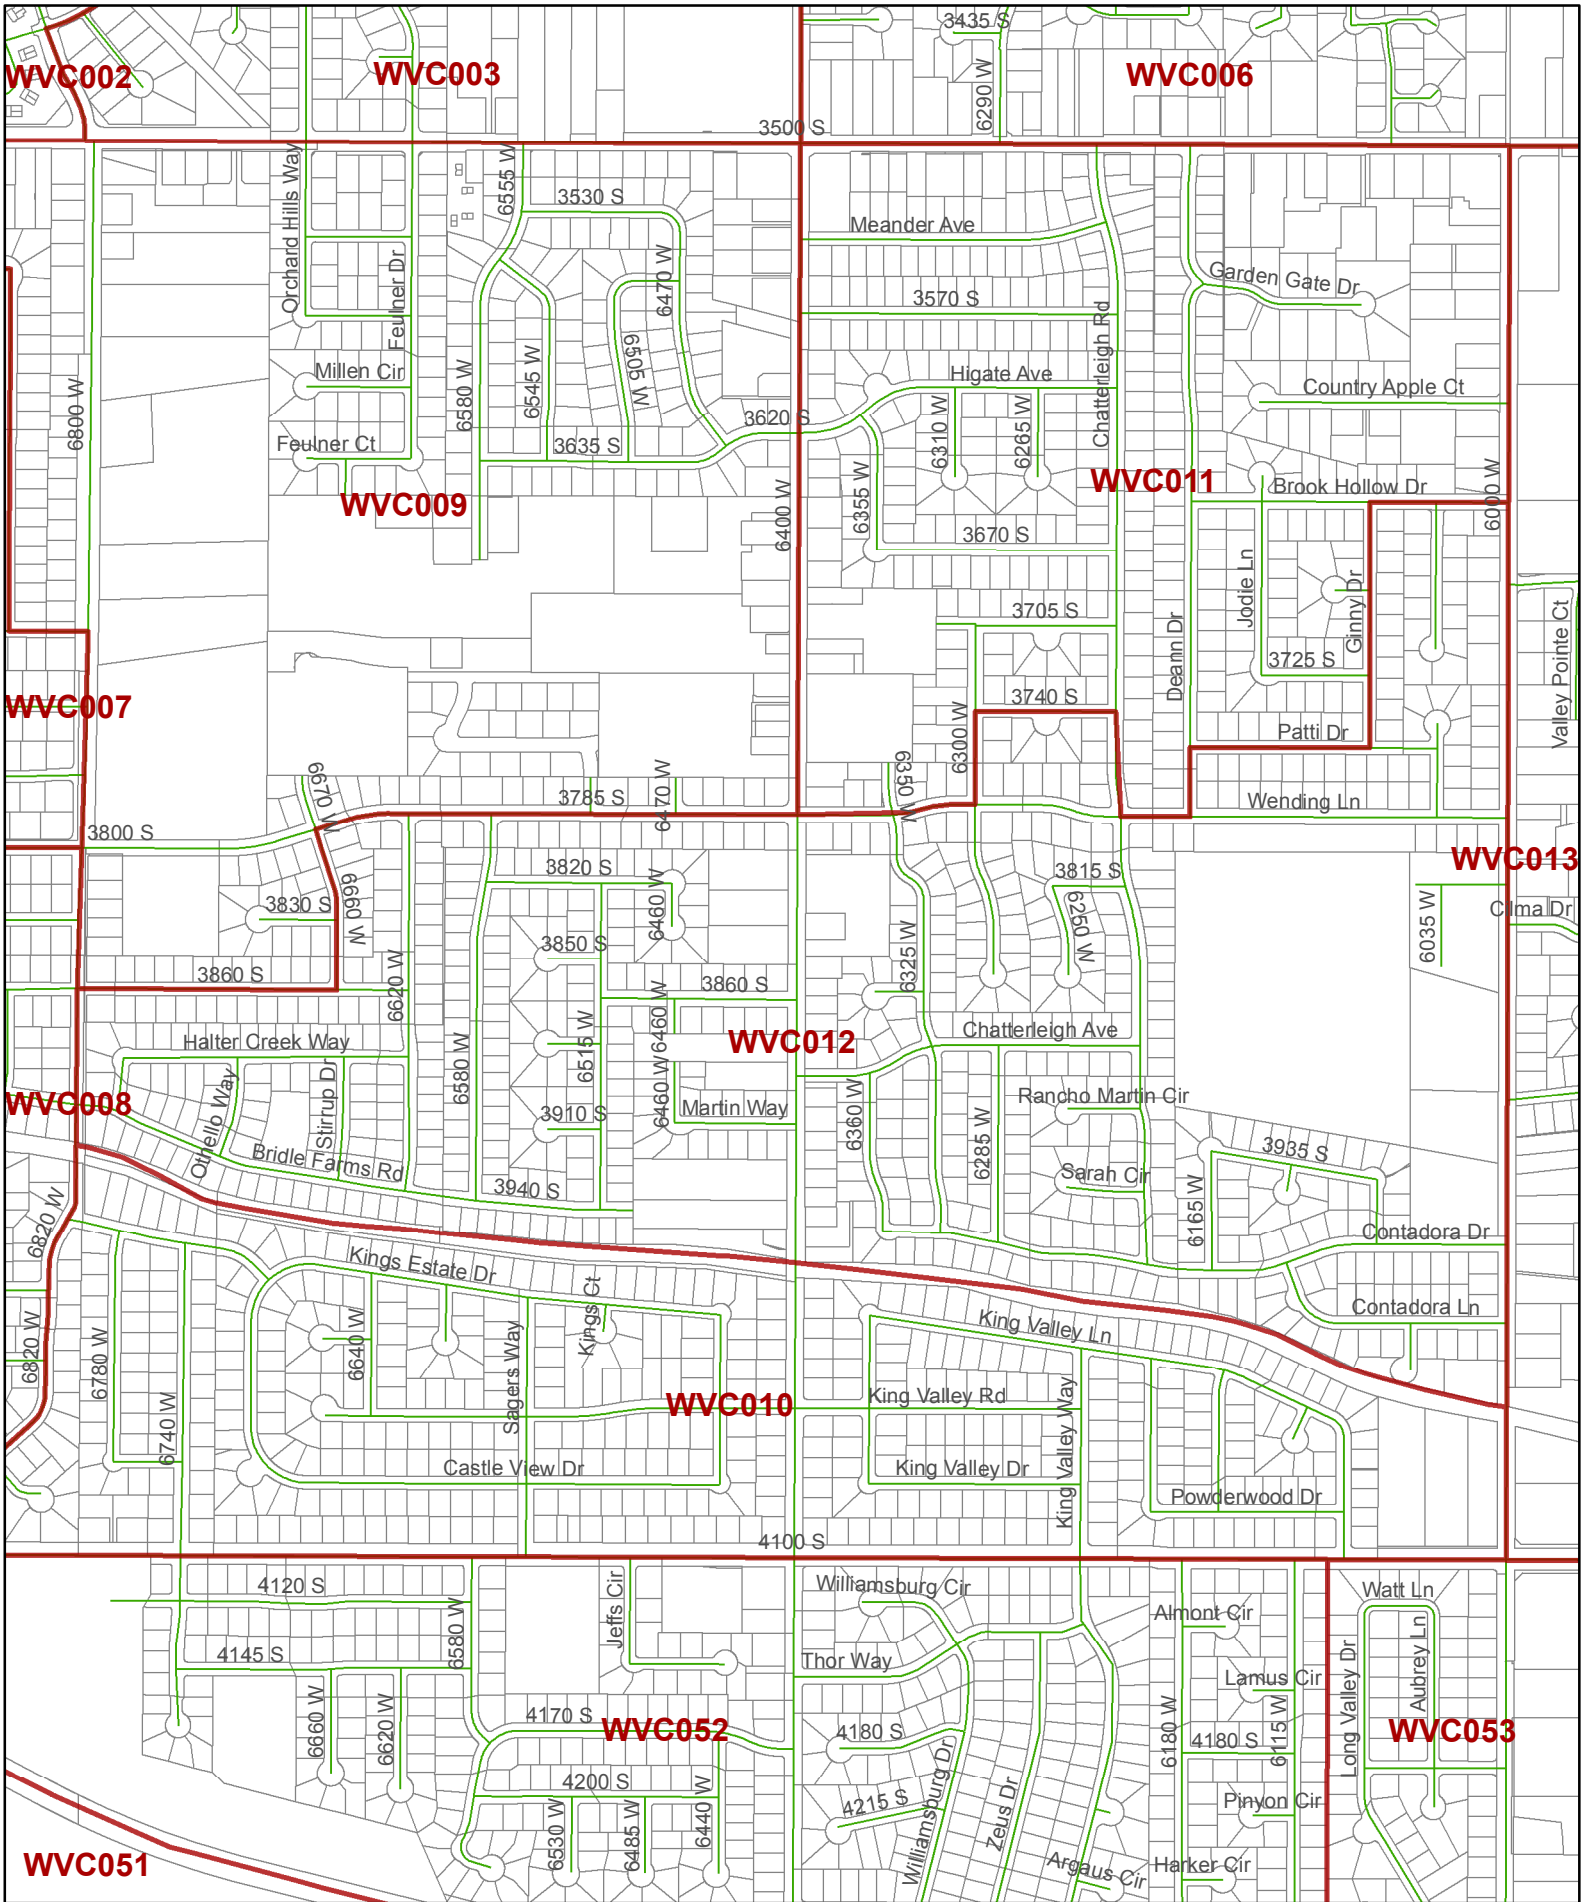 3435 S
WVC002
WVC003
WVC006
6290 W
3500 S
Orchard Hills Way
6555 W
3530 S
Meander Ave
6470 W
Feulner Dr
Garden Gate Dr
3570 S
Chatterleigh Rd
6505 W
6545 W
6580 W
Millen Cir
Higate Ave
Country Apple Ct
6800 W
3620 S
6310 W
6265 W
Feulner Ct
3635 S
WVC009
6355 W
6400 W
WVC011
Brook Hollow Dr
6000 W
3670 S
Jodie Ln
Ginny Dr
3705 S
Deann Dr
3725 S
Valley Pointe Ct
3740 S
WVC007
6300 W
Patti Dr
6670 W
3785 S
6470 W
6350 W
Wending Ln
3800 S
3820 S
3815 S
WVC013
6460 W
3830 S
6660 W
6250 W
6035 W
Cilma Dr
3850 S
6325 W
3860 S
6620 W
3860 S
6460 W
Halter Creek Way
WVC012
Chatterleigh Ave
6580 W
6515 W
6460 W
Othello Way
Stirrup Dr
WVC008
3910 S
Martin Way
6360 W
Rancho Martin Cir
6285 W
3935 S
Bridle Farms Rd
Sarah Cir
3940 S
6165 W
6820 W
Contadora Dr
Kings Estate Dr
Kings Ct
Contadora Ln
King Valley Ln
6820 W
6780 W
6640 W
Sagers Way
WVC010
King Valley Rd
King Valley Way
6740 W
Castle View Dr
King Valley Dr
Powderwood Dr
4100 S
4120 S
Jeffs Cir
Williamsburg Cir
Watt Ln
Almont Cir
6580 W
4145 S
Thor Way
Long Valley Dr
Aubrey Ln
Lamus Cir
6660 W
6620 W
4170 S
WVC052
4180 S
6180 W
4180 S
6115 W
WVC053
4200 S
Williamsburg Dr
4215 S
Zeus Dr
Pinyon Cir
6530 W
6485 W
6440 W
WVC051
Argaus Cir
Harker Cir